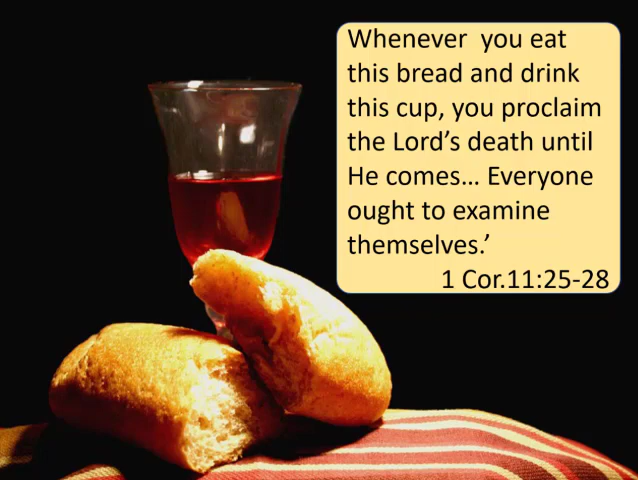 Whenever  you eat
this bread and drink
this cup, you proclaim
the Lord’s death until
He comes… Everyone
ought to examine
themselves.’
1 Cor.11:25-28